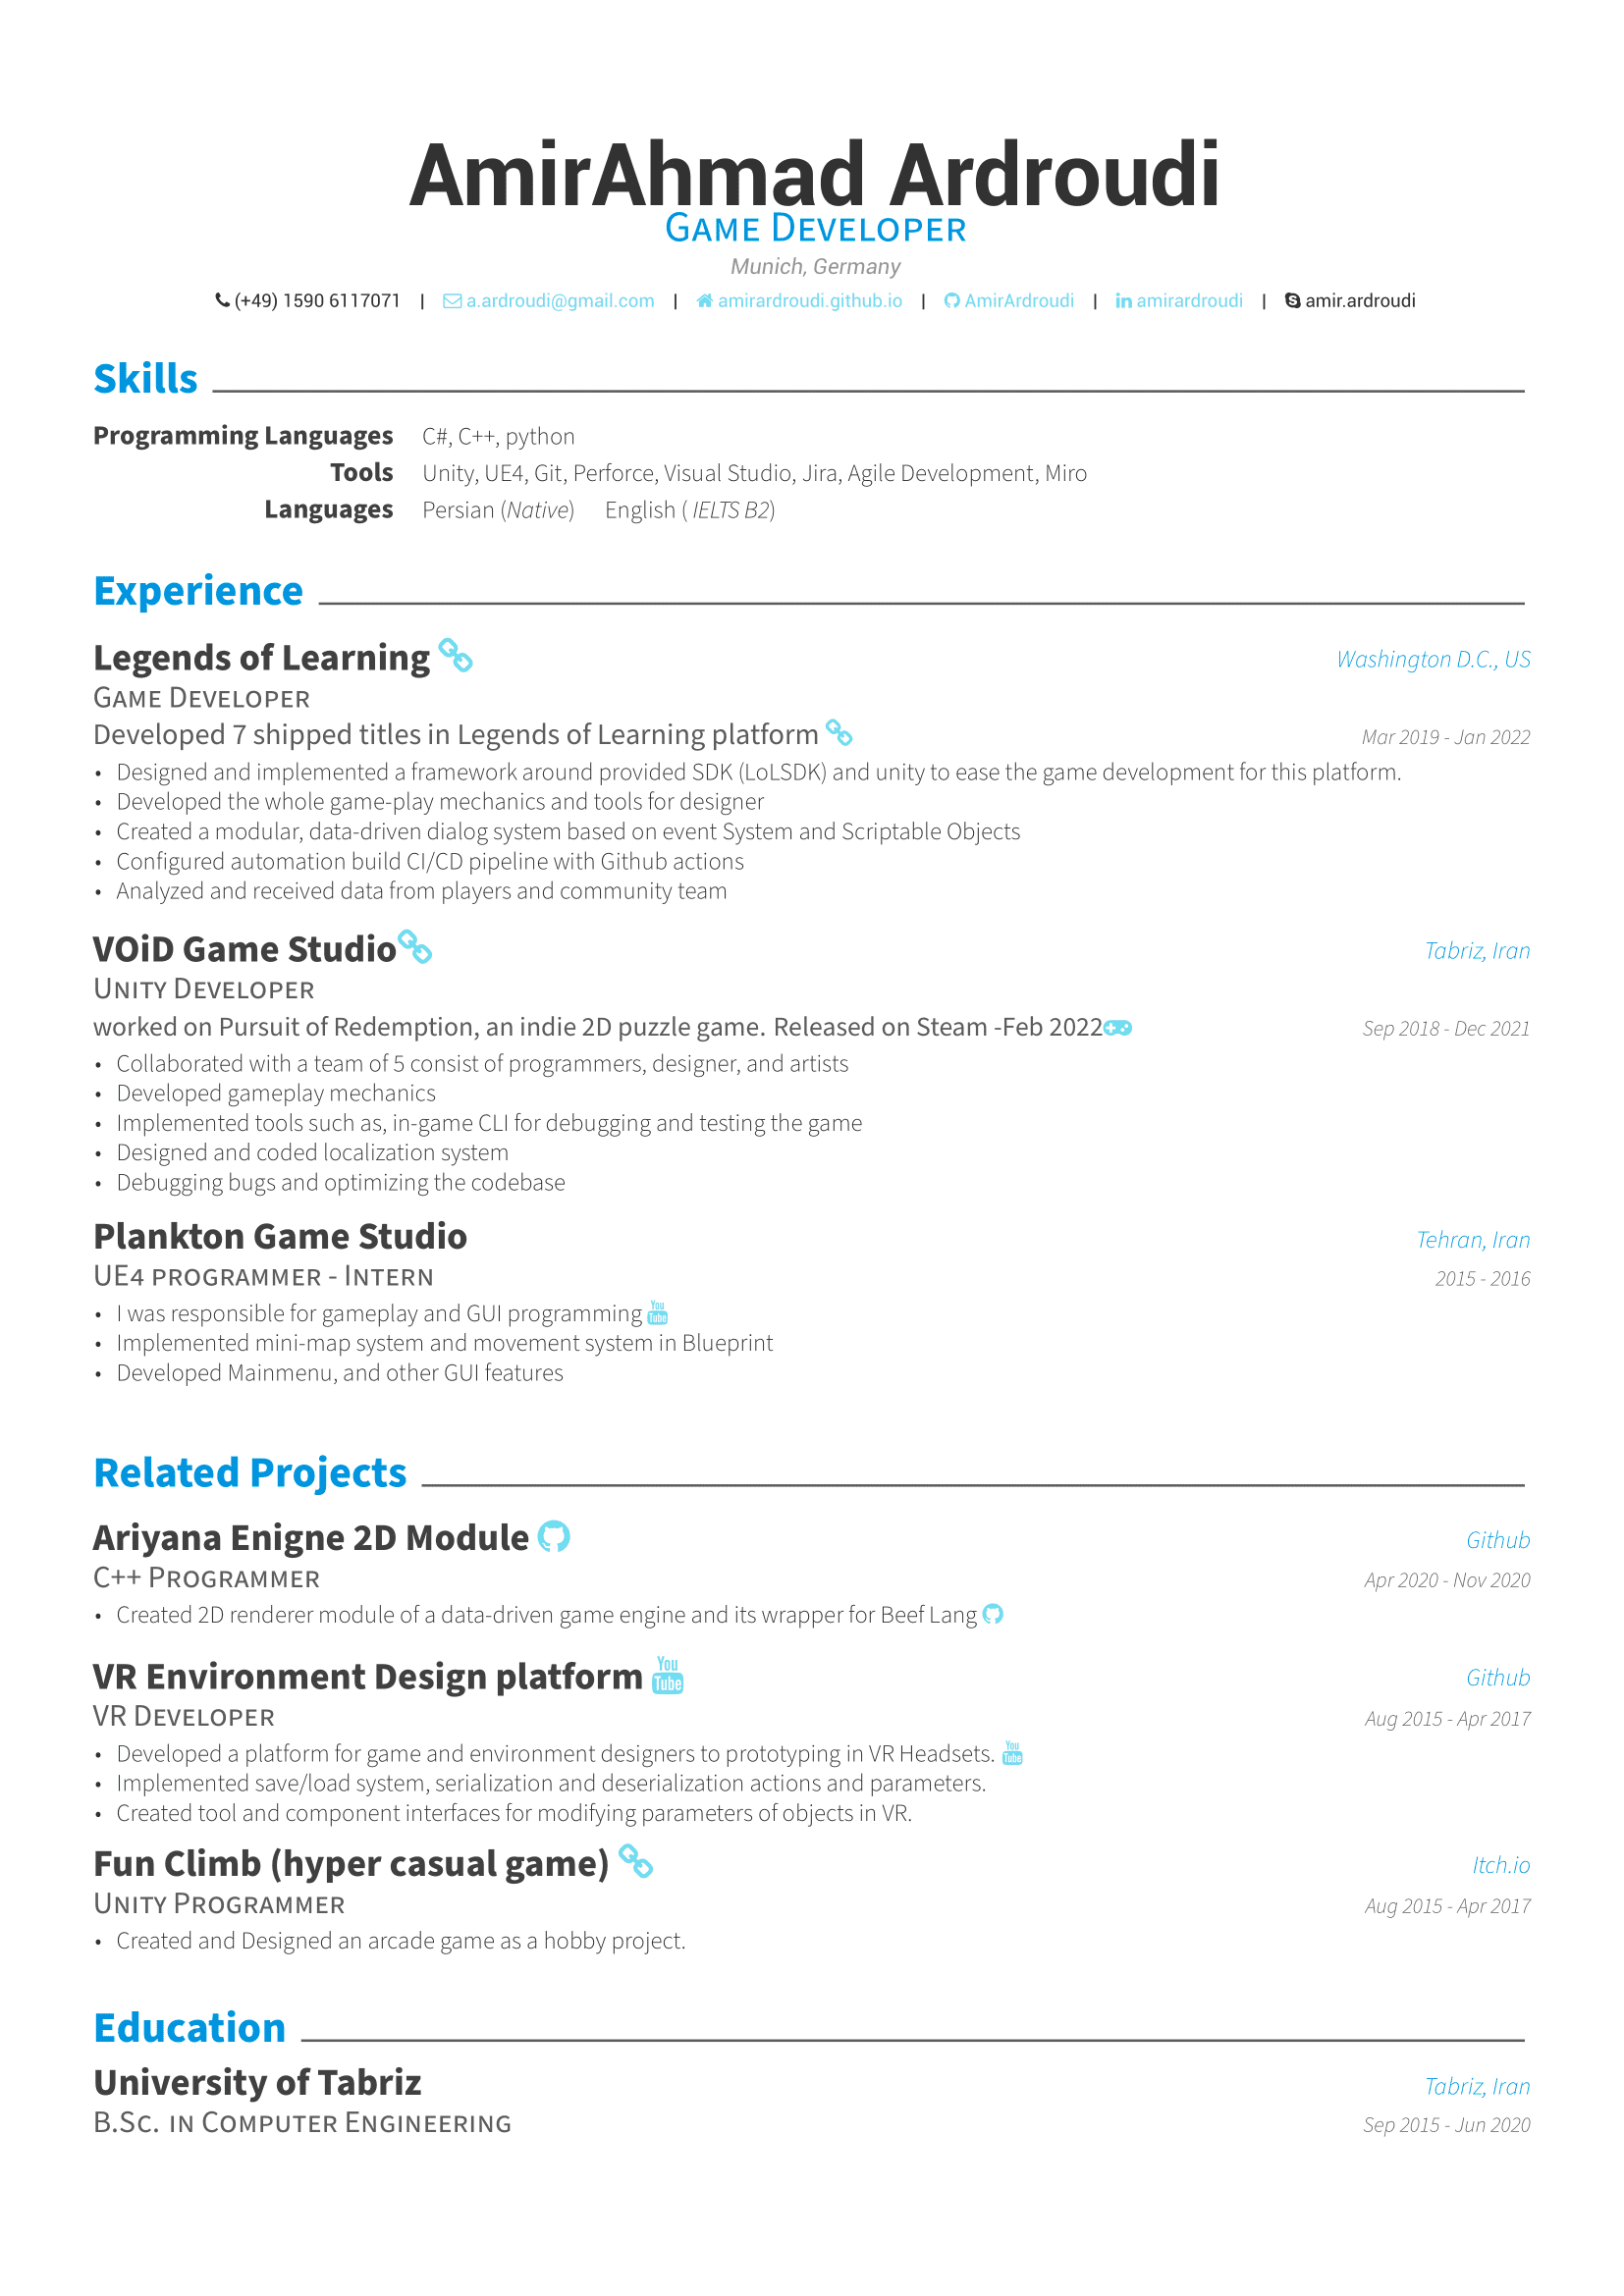 AmirAhmad Ardroudi
Game Developer
Munich, Germany
(+49) 1590 6117071 | a.ardroudi@gmail.com | amirardroudi.github.io | AmirArdroudi | amirardroudi | amir.ardroudi
Skills
Programming Languages C#, C++, python
Tools Unity, UE4, Git, Perforce, Visual Studio, Jira, Agile Development, Miro
Languages Persian (Native) English ( IELTS B2)
Experience
Legends of Learning Washington D.C., US
Game Developer
Developed 7 shipped titles in Legends of Learning platform Mar 2019 - Jan 2022
• Designed and implemented a framework around provided SDK (LoLSDK) and unity to ease the game development for this platform.
• Developed the whole game-play mechanics and tools for designer
• Created a modular, data-driven dialog system based on event System and Scriptable Objects
• Configured automation build CI/CD pipeline with Github actions
• Analyzed and received data from players and community team
VOiD Game Studio Tabriz, Iran
Unity Developer
worked on Pursuit of Redemption, an indie 2D puzzle game. Released on Steam -Feb 2022 Sep 2018 - Dec 2021
• Collaborated with a team of 5 consist of programmers, designer, and artists
• Developed gameplay mechanics
• Implemented tools such as, in-game CLI for debugging and testing the game
• Designed and coded localization system
• Debugging bugs and optimizing the codebase
Plankton Game Studio Tehran, Iran
UE4 programmer - Intern 2015 - 2016
• I was responsible for gameplay and GUI programming You Tube
• Implemented mini-map system and movement system in Blueprint
• Developed Mainmenu, and other GUI features
Related Projects
Ariyana Enigne 2D Module Github
C++ Programmer Apr 2020 - Nov 2020
• Created 2D renderer module of a data-driven game engine and its wrapper for Beef Lang
VR Environment Design platform You Tube Github
VR Developer Aug 2015 - Apr 2017
• Developed a platform for game and environment designers to prototyping in VR Headsets. You Tube
• Implemented save/load system, serialization and deserialization actions and parameters.
• Created tool and component interfaces for modifying parameters of objects in VR.
Fun Climb (hyper casual game) Itch.io
Unity Programmer Aug 2015 - Apr 2017
• Created and Designed an arcade game as a hobby project.
Education
University of Tabriz Tabriz, Iran
B.Sc. in Computer Engineering Sep 2015 - Jun 2020